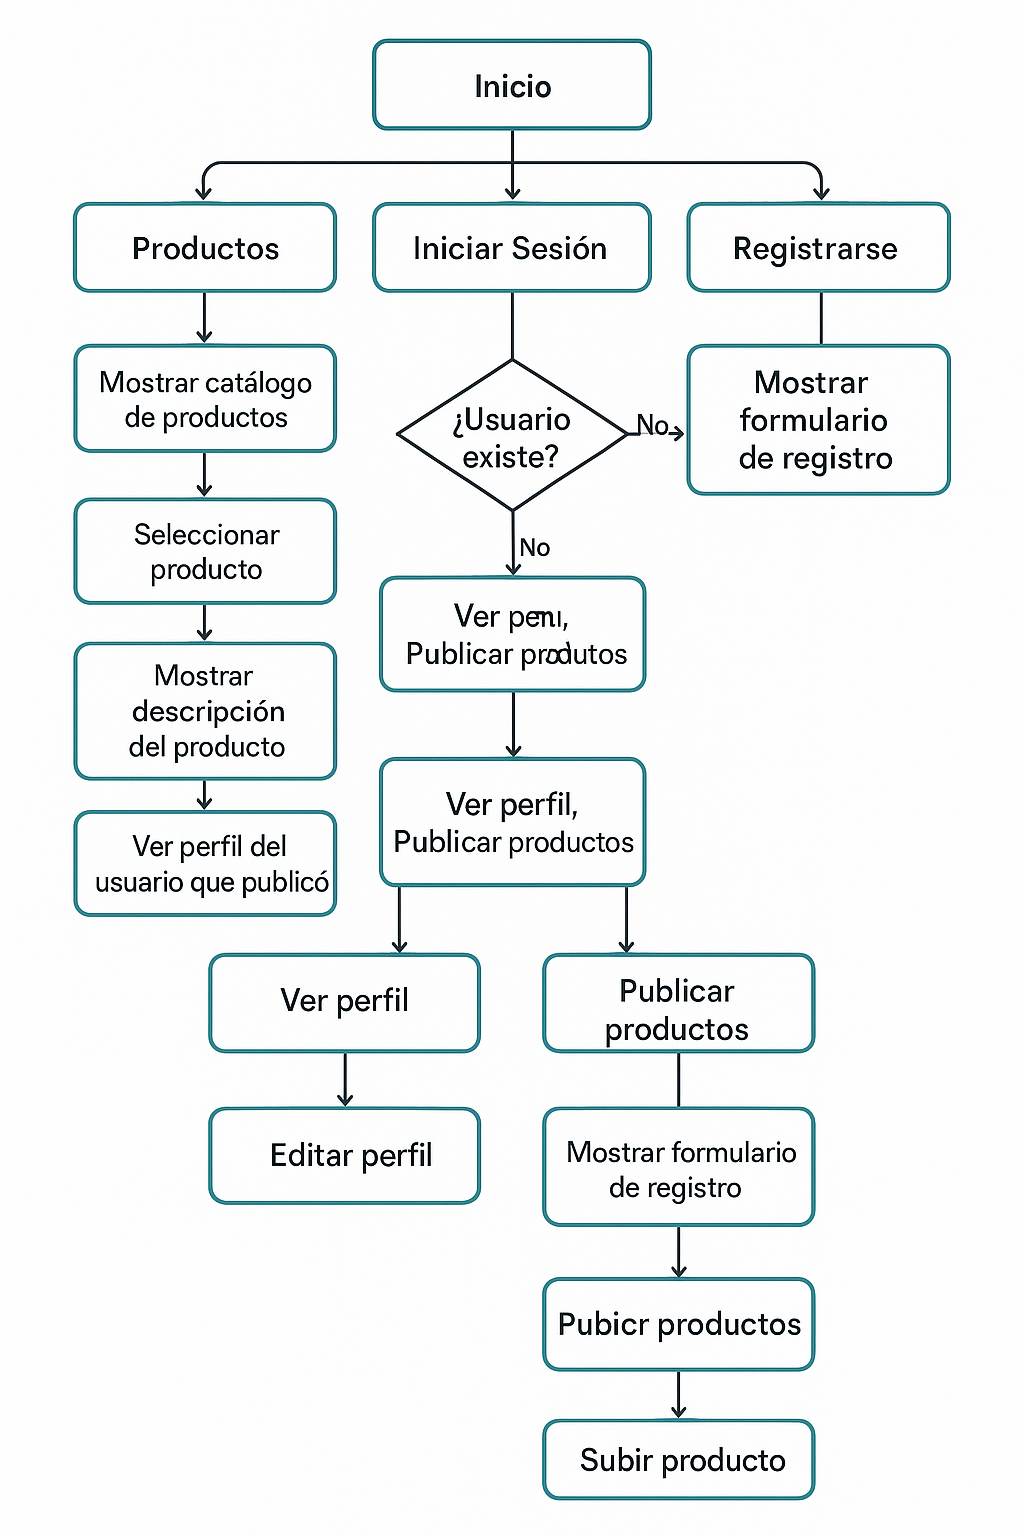 Inicio
Productos
Iniciar Sesión
Registrarse
Mostrar catálogo
de productos
¿Usuario
existe?
No
Mostrar
formulario
de registro
Seleccionar
producto
No
Ver
Publicar
Mostrar
descripción
del producto
Ver perfil,
Publicar productos
Ver perfil del
usuario que publicó
Ver perfil
Publicar
productos
Editar perfil
Mostrar formulario
de registro
Pubicr productos
Subir producto